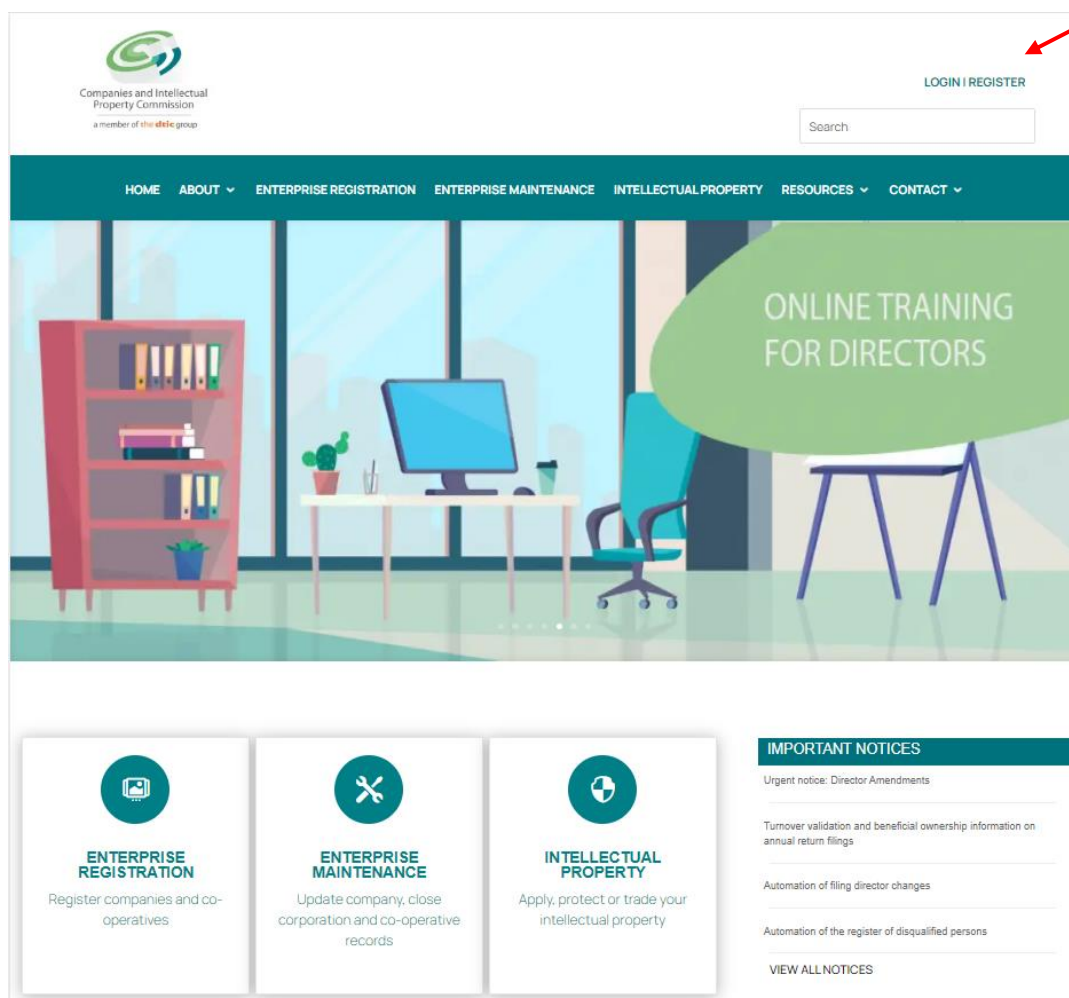 Companies and Intellectual
Property Commission
a member of the dtic group
LOGIN | REGISTER
Search
HOME ABOUT ENTERPRISE REGISTRATION ENTERPRISE MAINTENANCE INTELLECTUAL PROPERTY RESOURCES CONTACT
ONLINE TRAINING
FOR DIRECTORS
ENTERPRISE
REGISTRATION
Register companies and co-
operatives
ENTERPRISE
MAINTENANCE
Update company, close
corporation and co-operative
records
INTELLECTUAL
PROPERTY
Apply, protect or trade your
intellectual property
IMPORTANT NOTICES
Urgent notice: Director Amendments
Turnover validation and beneficial ownership information on
annual return filings
Automation of filing director changes
Automation of the register of disqualified persons
VIEW ALL NOTICES